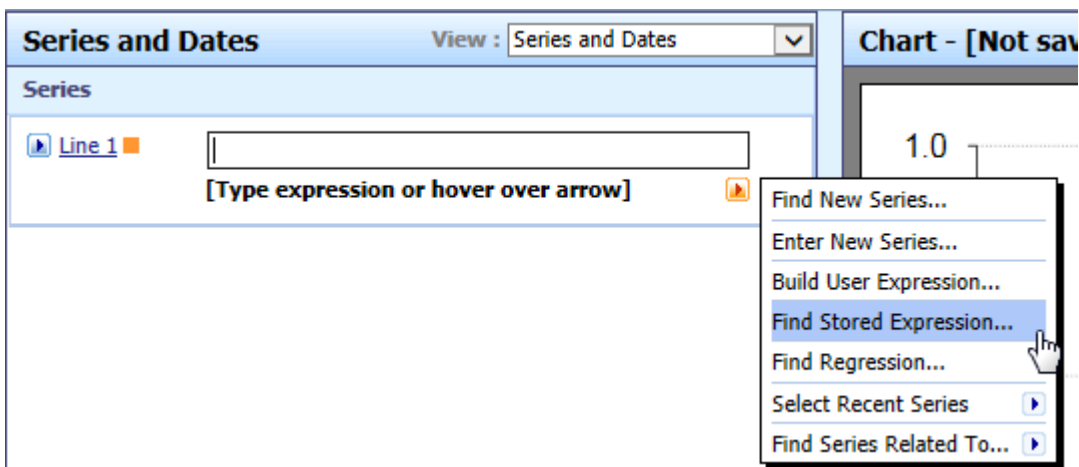 Series and Dates
View : Series and Dates
Series
Line 1
[Type expression or hover over arrow]
Find New Series...
Enter New Series...
Build User Expression...
Find Stored Expression...
Find Regression...
Select Recent Series
Find Series Related To...
Chart - [Not sav
1.0